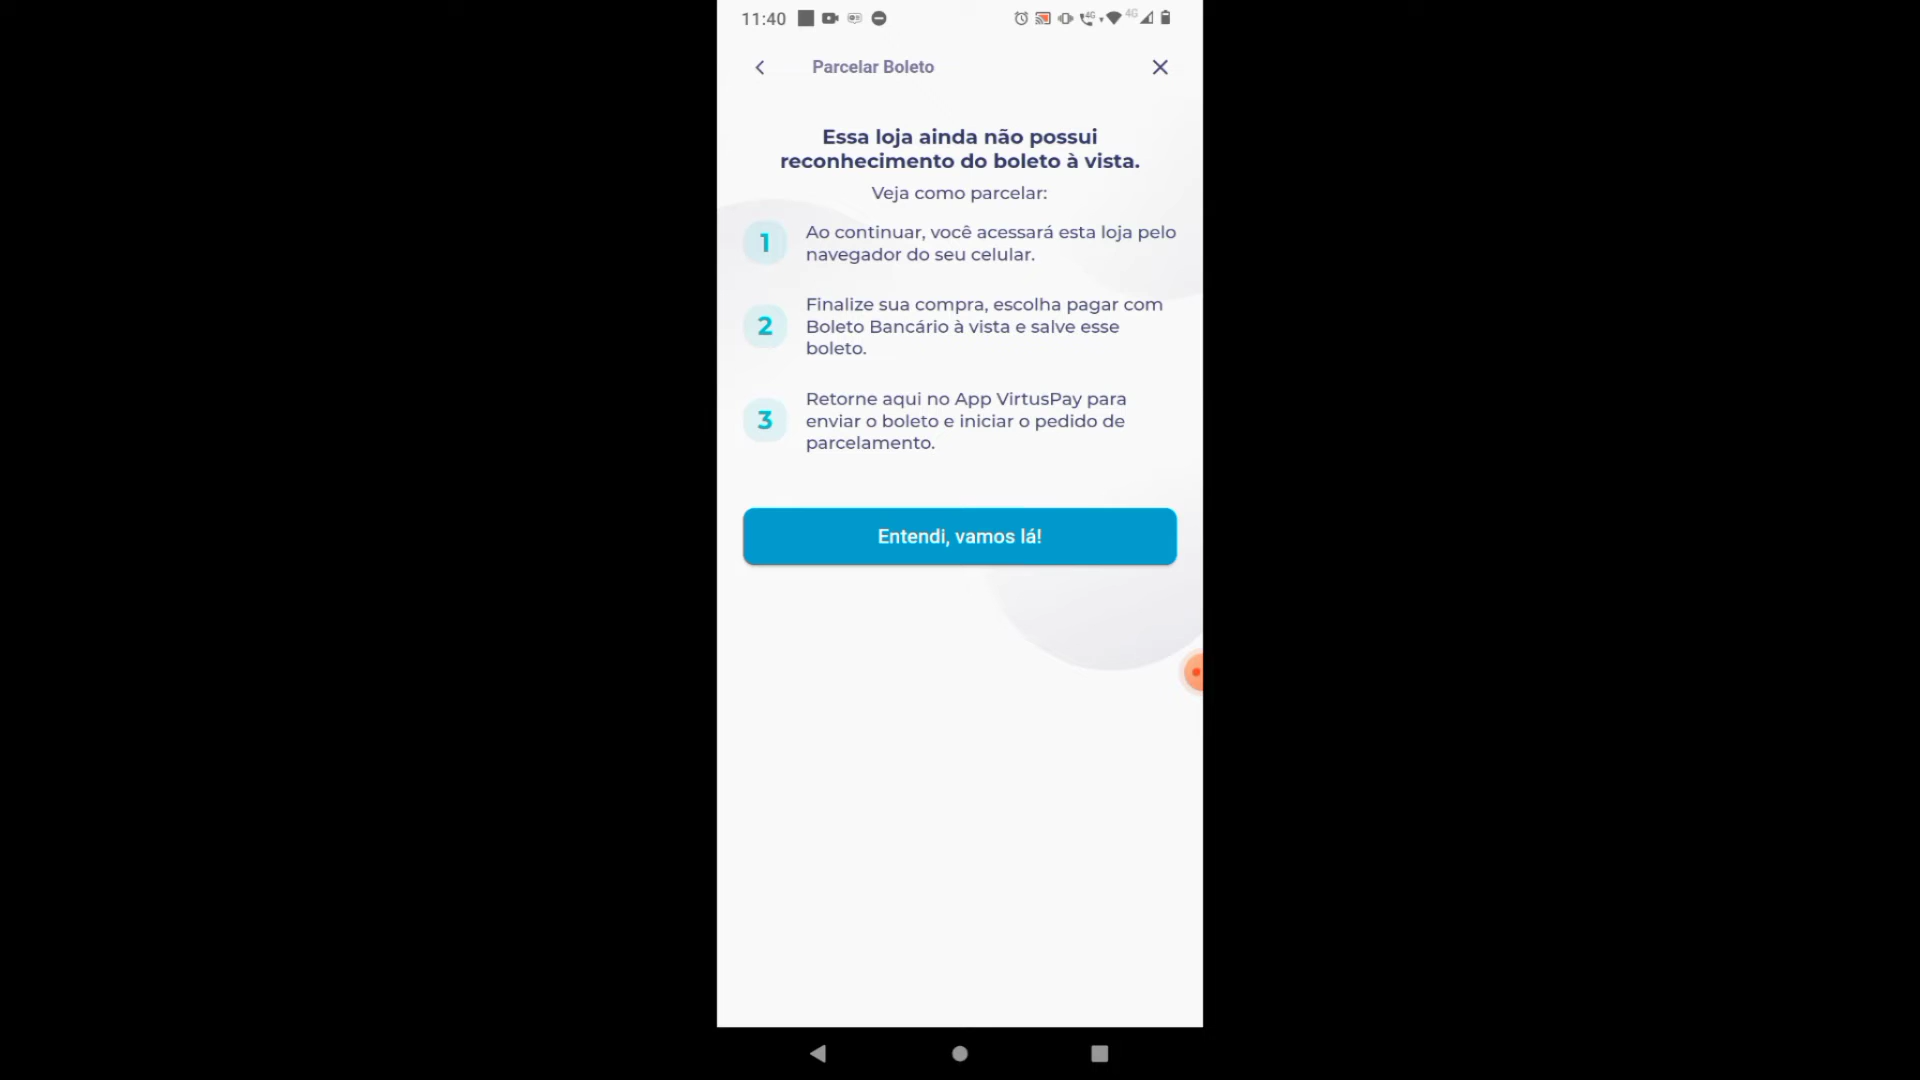 11:40
4G
4G
Parcelar Boleto
Essa loja ainda não possui
reconhecimento do boleto à vista.
Veja como parcelar:
1
Ao continuar, você acessará esta loja pelo
navegador do seu celular.
2
Finalize sua compra, escolha pagar com
Boleto Bancário à vista e salve esse
boleto.
3
Retorne aqui no App VirtusPay para
enviar o boleto e iniciar o pedido de
parcelamento.
Entendi, vamos lá!